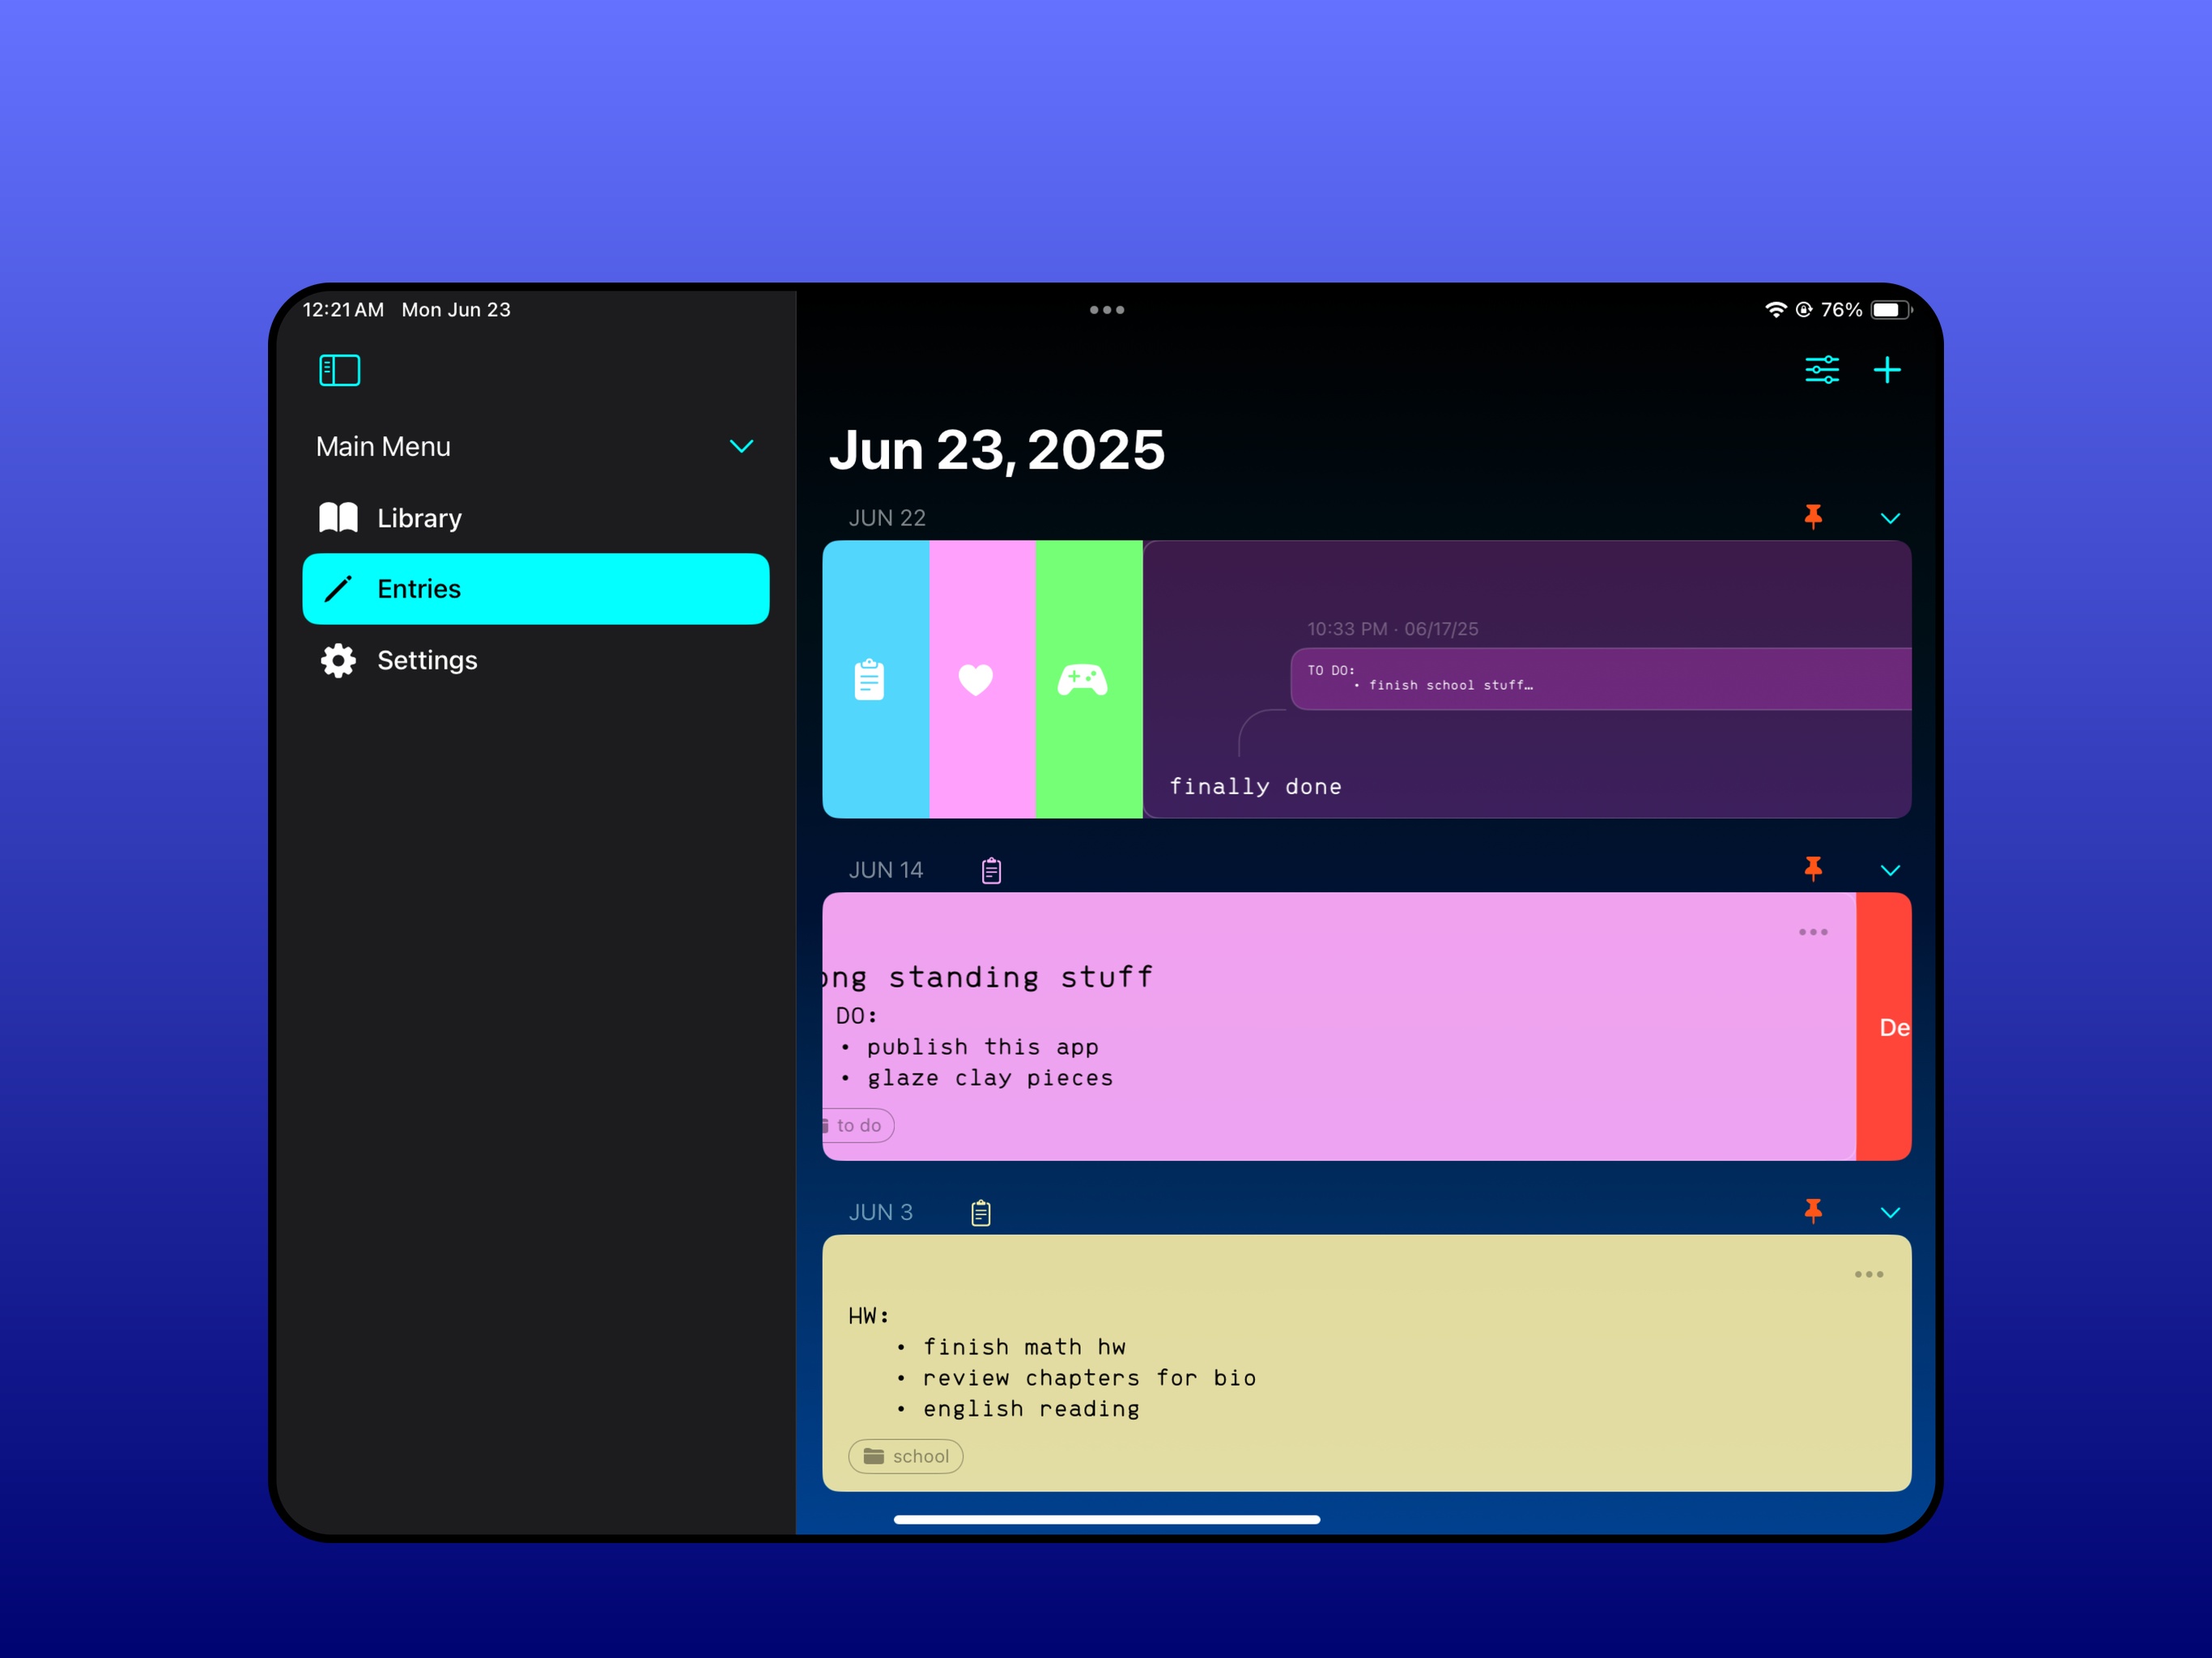 12:21 AM Mon Jun 23
76%
Main Menu
Library
Entries
Settings
Jun 23, 2025
JUN 22
10:33 PM · 06/17/25
TO DO:
• finish school stuff…
finally done
JUN 14
ong standing stuff
DO:
• publish this app
• glaze clay pieces
to do
De
JUN 3
HW:
• finish math hw
• review chapters for bio
• english reading
school